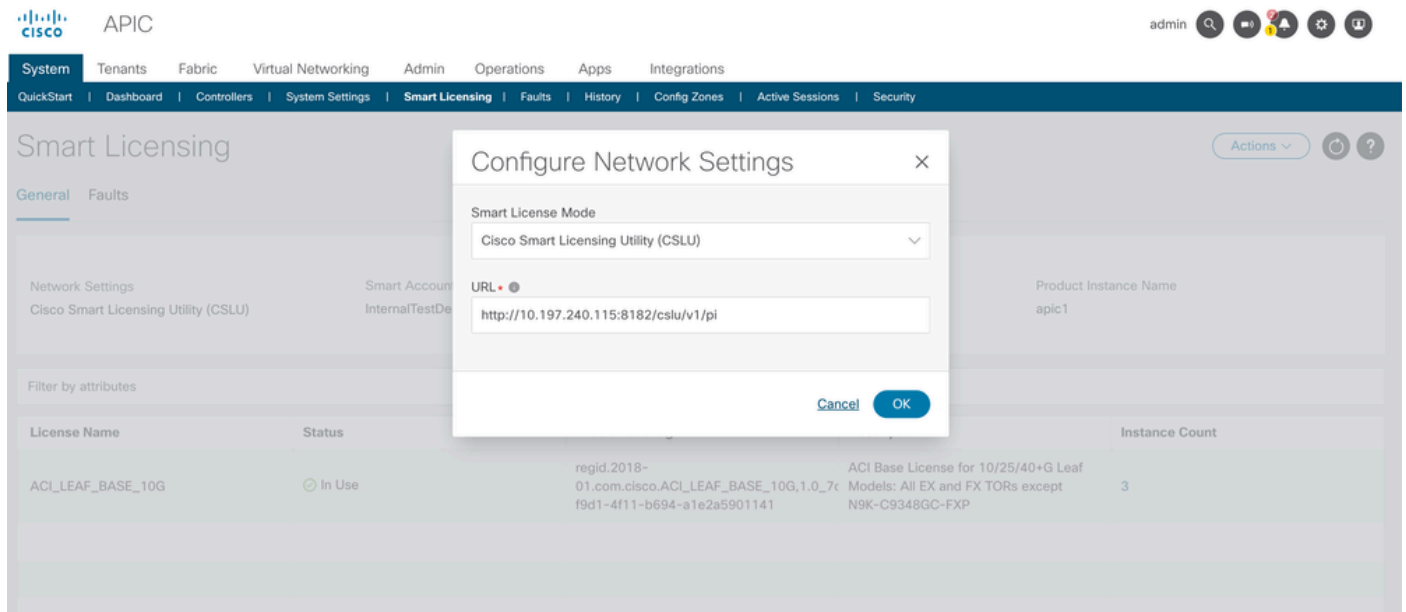 CISCO
APIC
admin
System Tenants Fabric Virtual Networking Admin Operations Apps Integrations
QuickStart | Dashboard | Controllers | System Settings | Smart Licensing | Faults | History | Config Zones | Active Sessions | Security
Smart Licensing
Actions
General Faults
Configure Network Settings
Smart License Mode
Cisco Smart Licensing Utility (CSLU)
URL
http://10.197.240.115:8182/cslu/v1/pi
Cancel OK
Network Settings
Cisco Smart Licensing Utility (CSLU)
Smart Accoun
InternalTestDe
Product Instance Name
apic1
Filter by attributes
License Name Status Instance Count
ACI_LEAF_BASE_10G In Use
regid.2018-
01.com.cisco.ACI_LEAF_BASE_10G,1.0_7c
f9d1-4f11-b694-a1e2a5901141
ACI Base License for 10/25/40+G Leaf
Models: All EX and FX TORs except
N9K-C9348GC-FXP
3